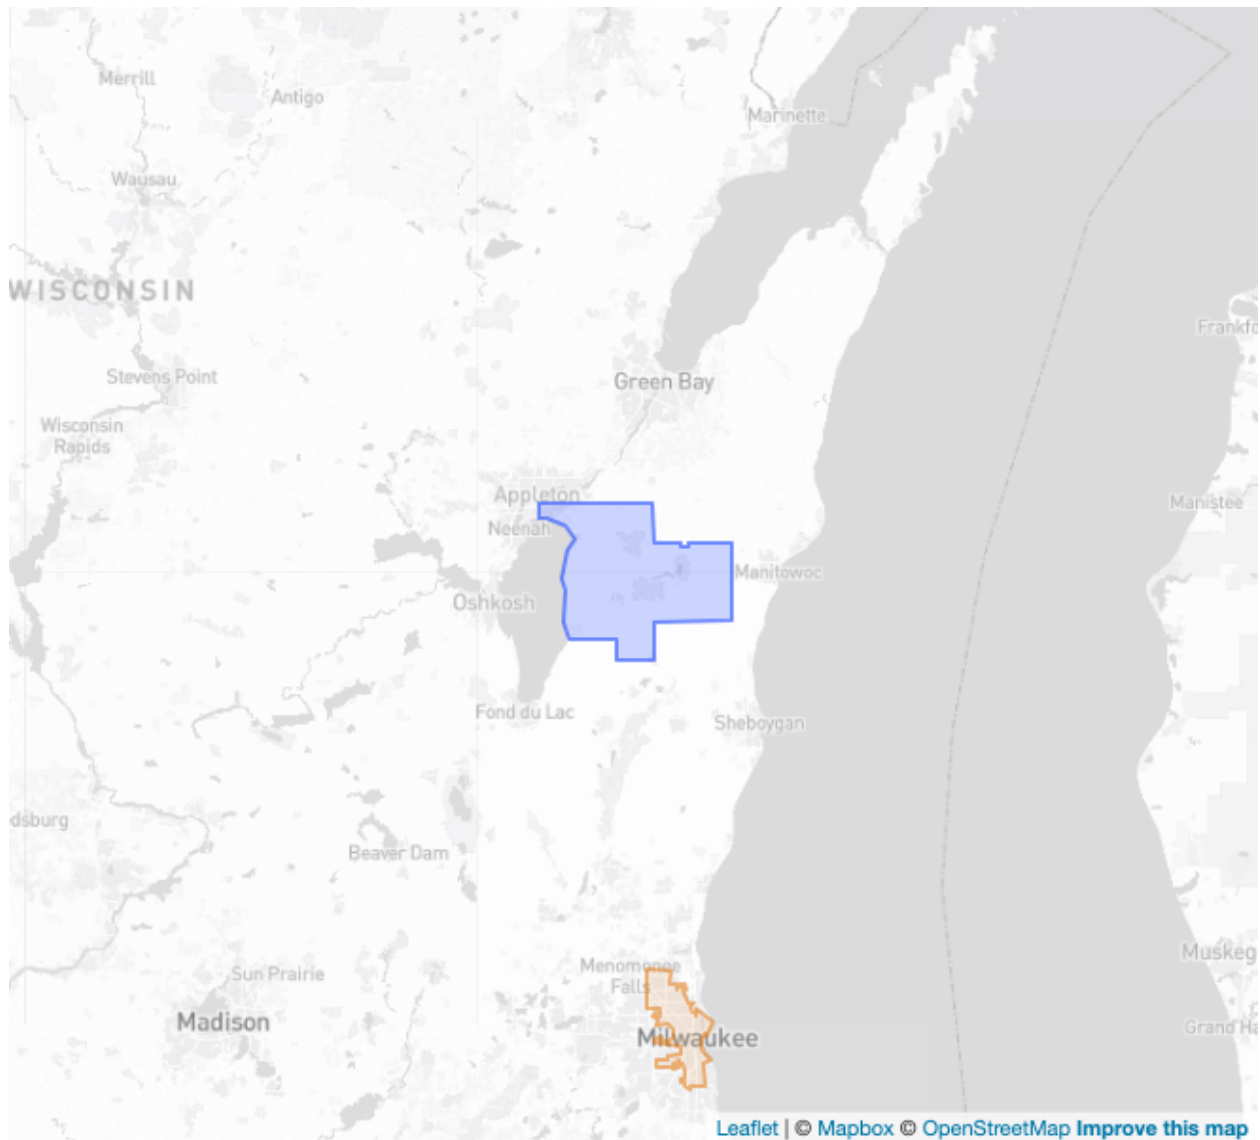 Merrill
Antigo
Marinette
Wausau
WISCONSIN
Frankfo
Stevens Point
Green Bay
Wisconsin
Rapids
Appleton
Manistee
Neenah
Manitowoc
Oshkosh
Fond du Lac
Sheboygan
dsburg
Beaver Dam
Menomonee
Falls
Muskeg
Sun Prairie
Madison
Milwaukee
Grand Ha
Leaflet | © Mapbox © OpenStreetMap Improve this map